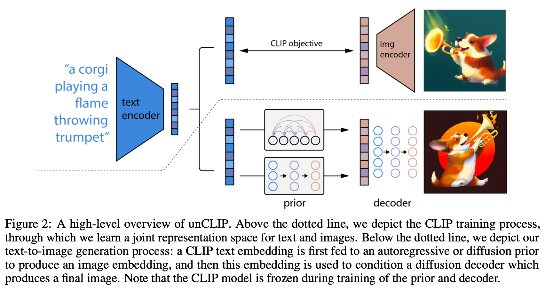 CLIP objective
img
encoder
“a corgi
playing a
flame
throwing
trumpet”
text
encoder
prior
decoder
Figure 2: A high-level overview of unCLIP. Above the dotted line, we depict the CLIP training process,
through which we learn a joint representation space for text and images. Below the dotted line, we depict our
text-to-image generation process: a CLIP text embedding is first fed to an autoregressive or diffusion prior
to produce an image embedding, and then this embedding is used to condition a diffusion decoder which
produces a final image. Note that the CLIP model is frozen during training of the prior and decoder.